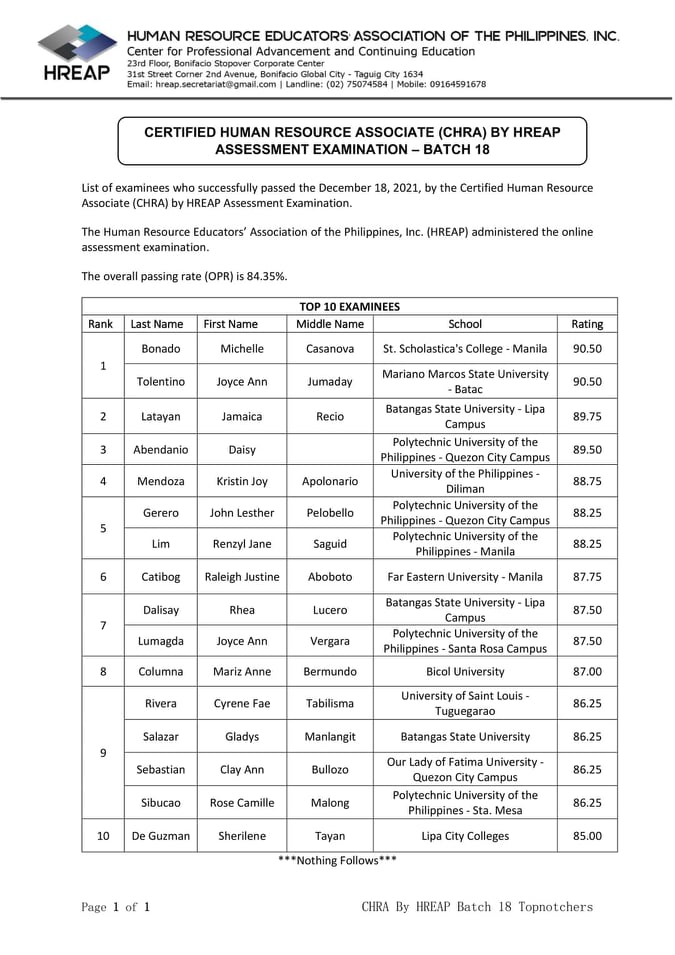 HREAP
HUMAN RESOURCE EDUCATORS' ASSOCIATION OF THE PHILIPPINES, INC.
Center for Professional Advancement and Continuing Education
23rd Floor, Bonifacio Stopover Corporate Center
31st Street Corner 2nd Avenue, Bonifacio Global City - Taguig City 1634
Email: hreap.secretariat@gmail.com | Landline: (02) 75074584 | Mobile: 09164591678
CERTIFIED HUMAN RESOURCE ASSOCIATE (CHRA) BY HREAP
ASSESSMENT EXAMINATION – BATCH 18
List of examinees who successfully passed the December 18, 2021, by the Certified Human Resource
Associate (CHRA) by HREAP Assessment Examination.
The Human Resource Educators' Association of the Philippines, Inc. (HREAP) administered the online
assessment examination.
The overall passing rate (OPR) is 84.35%.
TOP 10 EXAMINEES
Rank Last Name First Name Middle Name School Rating
1 Bonado Michelle Casanova St. Scholastica's College - Manila 90.50
Tolentino Joyce Ann Jumaday Mariano Marcos State University
- Batac 90.50
2 Latayan Jamaica Recio Batangas State University - Lipa
Campus 89.75
3 Abendanio Daisy Polytechnic University of the
Philippines - Quezon City Campus 89.50
4 Mendoza Kristin Joy Apolonario University of the Philippines -
Diliman 88.75
5 Gerero John Lesther Pelobello Polytechnic University of the
Philippines - Quezon City Campus 88.25
Lim Renzyl Jane Saguid Polytechnic University of the
Philippines - Manila 88.25
6 Catibog Raleigh Justine Aboboto Far Eastern University - Manila 87.75
7 Dalisay Rhea Lucero Batangas State University - Lipa
Campus 87.50
Lumagda Joyce Ann Vergara Polytechnic University of the
Philippines - Santa Rosa Campus 87.50
8 Columna Mariz Anne Bermundo Bicol University 87.00
9 Rivera Cyrene Fae Tabilisma University of Saint Louis -
Tuguegarao 86.25
Salazar Gladys Manlangit Batangas State University 86.25
Sebastian Clay Ann Bullozo Our Lady of Fatima University -
Quezon City Campus 86.25
Sibucao Rose Camille Malong Polytechnic University of the
Philippines - Sta. Mesa 86.25
10 De Guzman Sherilene Tayan Lipa City Colleges 85.00
***Nothing Follows***
Page 1 of 1 CHRA By HREAP Batch 18 Topnotchers